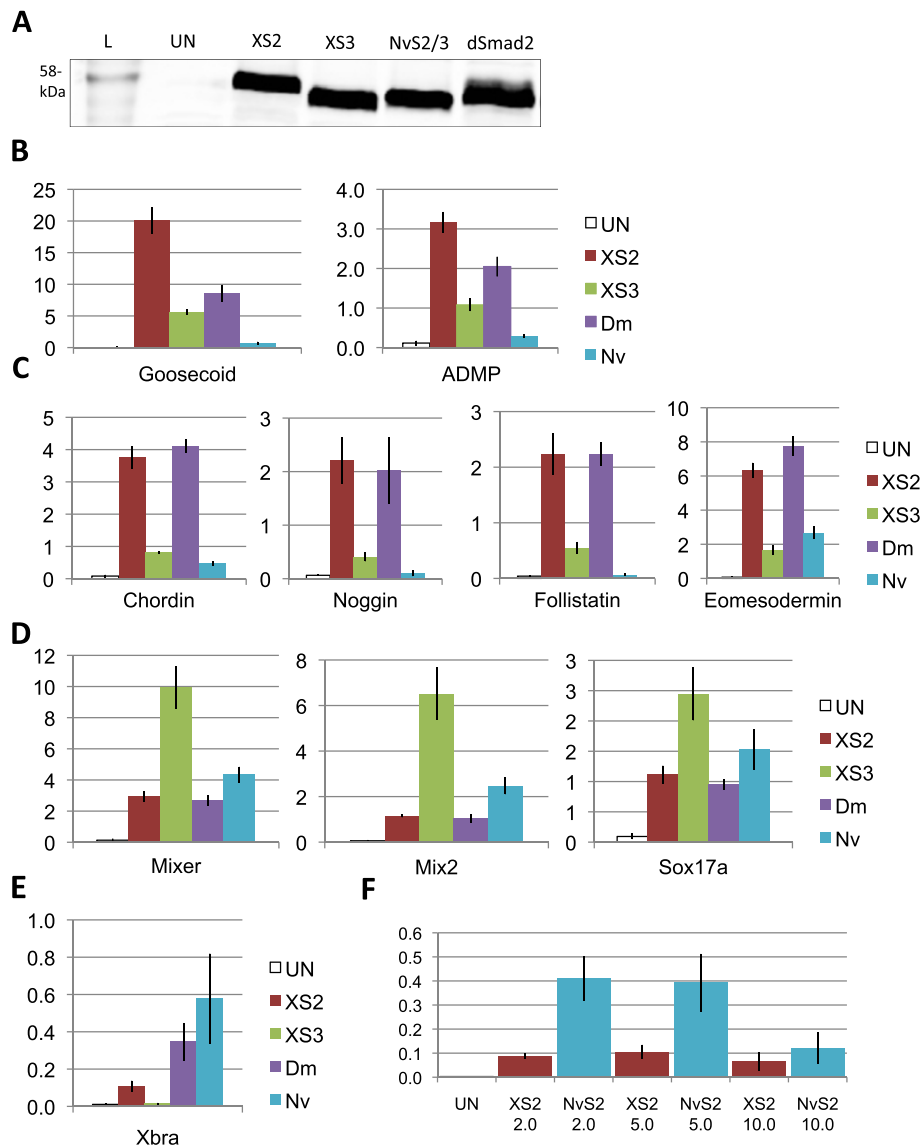 A
L UN XS2 XS3 NvS2/3 dSmad2
58-
kDa
B
25
20
15
10
5
0
Goosecoid
4.0
3.0
2.0
1.0
0.0
ADMP
UN
XS2
XS3
Dm
Nv
C
5
4
3
2
1
0
Chordin
3
2
1
0
Noggin
3
2
1
0
Follistatin
10
8
6
4
2
0
Eomesodermin
UN
XS2
XS3
Dm
Nv
D
12
10
8
6
4
2
0
Mixer
8
6
4
2
0
Mix2
3
3
2
2
1
1
0
Sox17a
UN
XS2
XS3
Dm
Nv
E
1.0
0.8
0.6
0.4
0.2
0.0
Xbra
UN
XS2
XS3
Dm
Nv
F
0.6
0.5
0.4
0.3
0.2
0.1
0.0
UN XS2 NvS2 XS2 NvS2 XS2 NvS2
2.0 2.0 5.0 5.0 10.0 10.0